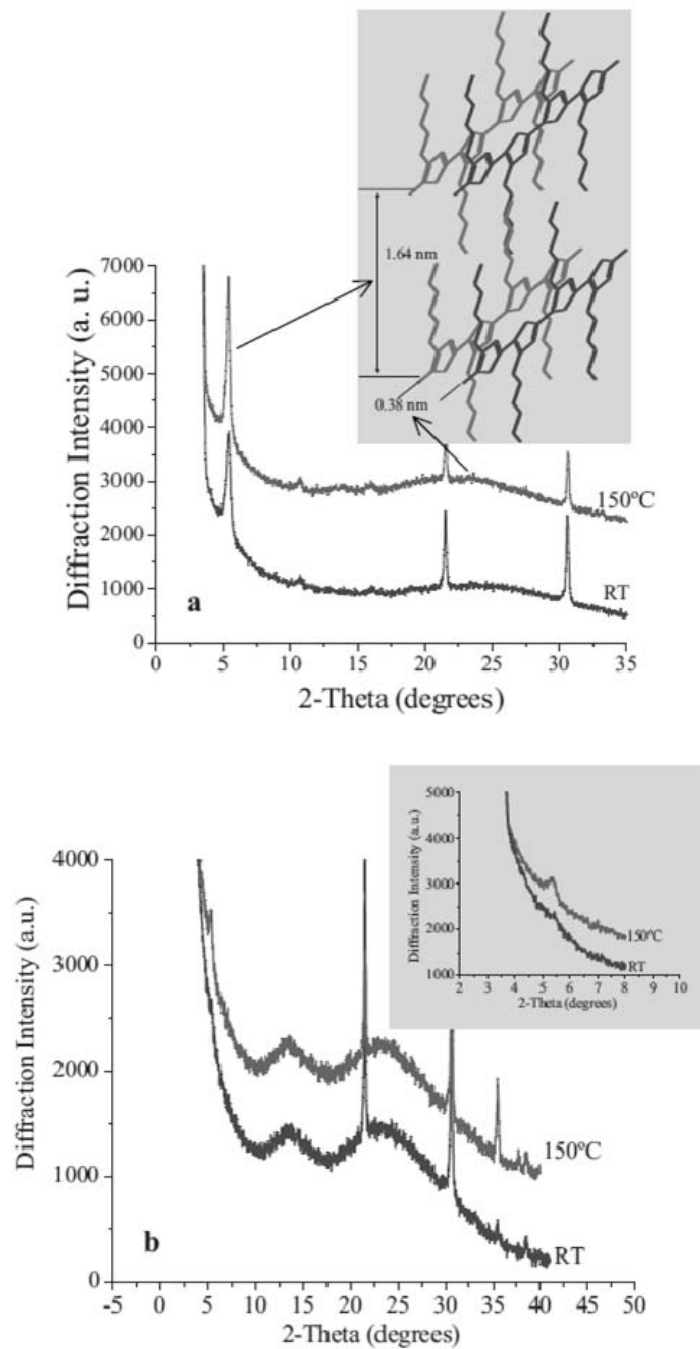 1.64 nm
0.38 nm
7000
6000
5000
4000
3000
2000
1000
0
Diffraction Intensity (a. u.)
150ºC
RT
a
0 5 10 15 20 25 30 35
2-Theta (degrees)
5000
4000
3000
2000
1000
Diffraction Intensity (a.u.)
150ºC
RT
2 3 4 5 6 7 8 9 10
2-Theta (degrees)
4000
3000
2000
1000
0
Diffraction Intensity (a.u.)
150ºC
RT
b
-5 0 5 10 15 20 25 30 35 40 45 50
2-Theta (degrees)